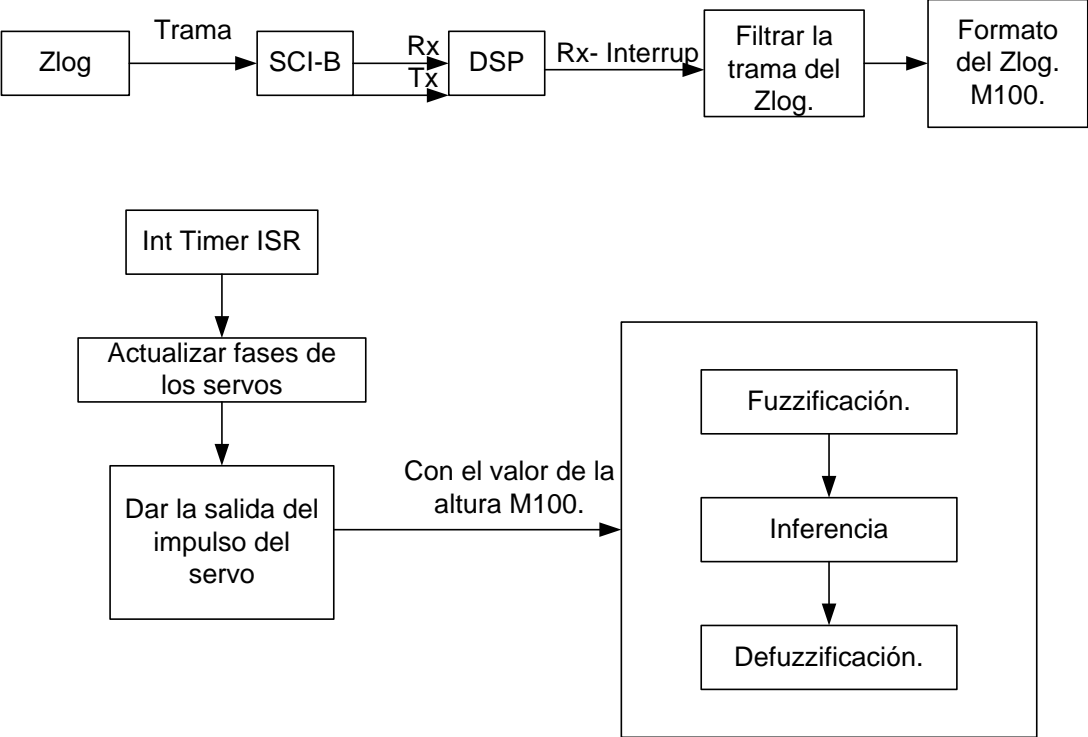 Zlog
Trama
SCI-B
Rx
Tx
DSP
Rx- Interrup
Filtrar la
trama del
Zlog.
Formato
del Zlog.
M100.
Int Timer ISR
Actualizar fases de
los servos
Dar la salida del
impulso del
servo
Con el valor de la
altura M100.
Fuzzificación.
Inferencia
Defuzzificación.